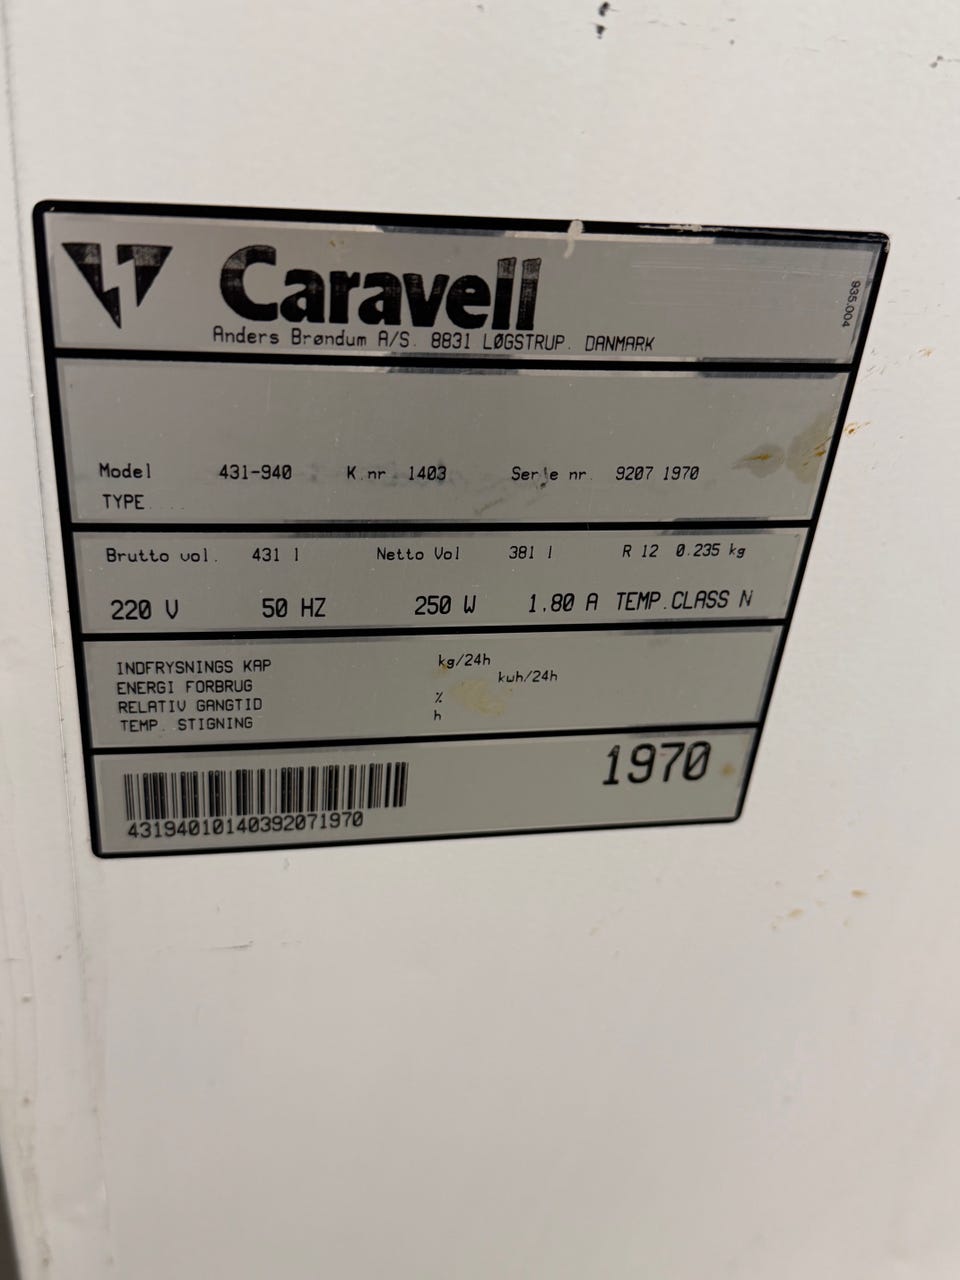 Caravell
935.004
Anders Brøndum A/S. 8831 LØGSTRUP. DANMARK
Model 431-940 K.nr 1403 Serie nr. 9207 1970
TYPE ....
Brutto vol. 431 l Netto Vol 381 l R 12 0.235 kg
220 V 50 HZ 250 W 1,80 A TEMP.CLASS N
INDFRYSNINGS KAP kg/24h
ENERGI FORBRUG kwh/24h
RELATIV GANGTID %
TEMP. STIGNING h
1970
43194010140392071970